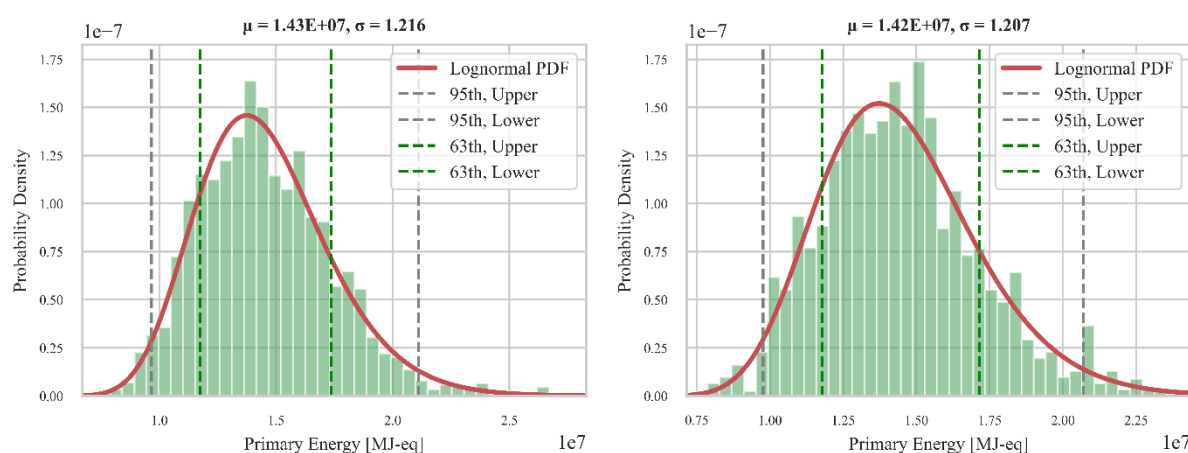 μ = 1.43E+07, σ = 1.216
1e−7
1.75
1.50
1.25
1.00
0.75
0.50
0.25
0.00
Probability Density
Lognormal PDF
95th, Upper
95th, Lower
63th, Upper
63th, Lower
1.0 1.5 2.0 2.5
Primary Energy [MJ-eq]
1e7
μ = 1.42E+07, σ = 1.207
1e−7
1.75
1.50
1.25
1.00
0.75
0.50
0.25
0.00
Probability Density
Lognormal PDF
95th, Upper
95th, Lower
63th, Upper
63th, Lower
0.75 1.00 1.25 1.50 1.75 2.00 2.25
Primary Energy [MJ-eq]
1e7